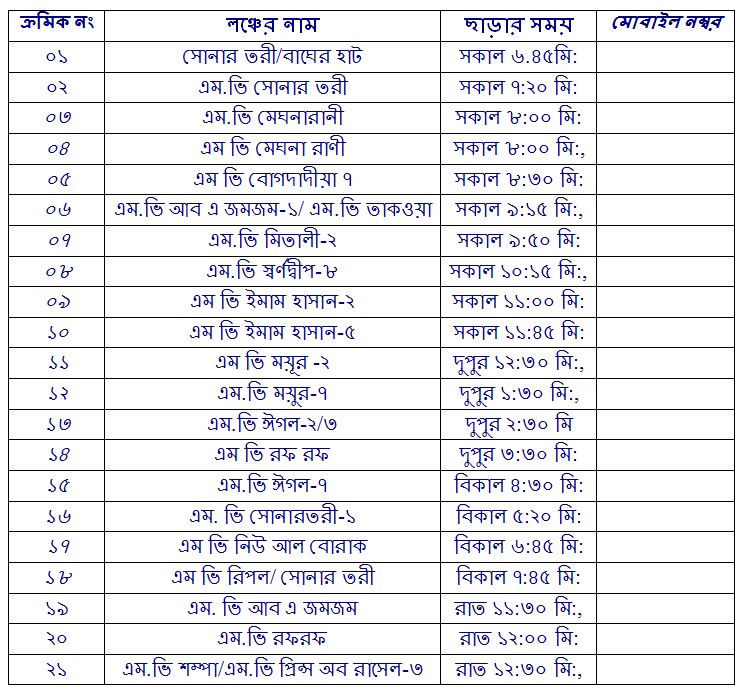 ক্রমিক নং লঞ্চের নাম ছাড়ার সময় মোবাইল নম্বর
০১ সোনার তরী/বাঘের হাট সকাল ৬.৪৫মি:
০২ এম.ভি সোনার তরী সকাল ৭:২০ মি:
০৩ এম.ভি মেঘনারানী সকাল ৮:০০ মি:
০৪ এম ভি মেঘনা রাণী সকাল ৮:০০ মি:,
০৫ এম ভি বোগদাদীয়া ৭ সকাল ৮:৩০ মি:
০৬ এম.ভি আব এ জমজম-১/ এম.ভি তাকওয়া সকাল ৯:১৫ মি:,
০৭ এম.ভি মিতালী-২ সকাল ৯:৫০ মি:
০৮ এম.ভি স্বর্ণদ্বীপ-৮ সকাল ১০:১৫ মি:,
০৯ এম ভি ইমাম হাসান-২ সকাল ১১:০০ মি:
১০ এম ভি ইমাম হাসান-৫ সকাল ১১:৪৫ মি:
১১ এম ভি ময়ূর -২ দুপুর ১২:৩০ মি:,
১২ এম.ভি ময়ুর-৭ দুপুর ১:৩০ মি:,
১৩ এম.ভি ঈগল-২/৩ দুপুর ২:৩০ মি
১৪ এম ভি রফ রফ দুপুর ৩:৩০ মি:
১৫ এম.ভি ঈগল-৭ বিকাল ৪:৩০ মি:
১৬ এম. ভি সোনারতরী-১ বিকাল ৫:২০ মি:
১৭ এম ভি নিউ আল বোরাক বিকাল ৬:৪৫ মি:
১৮ এম ভি রিপল/ সোনার তরী বিকাল ৭:৪৫ মি:
১৯ এম. ভি আব এ জমজম রাত ১১:৩০ মি:,
২০ এম.ভি রফরফ রাত ১২:০০ মি:
২১ এম.ভি শম্পা/এম.ভি প্রিন্স অব রাসেল-৩ রাত ১২:৩০ মি:,